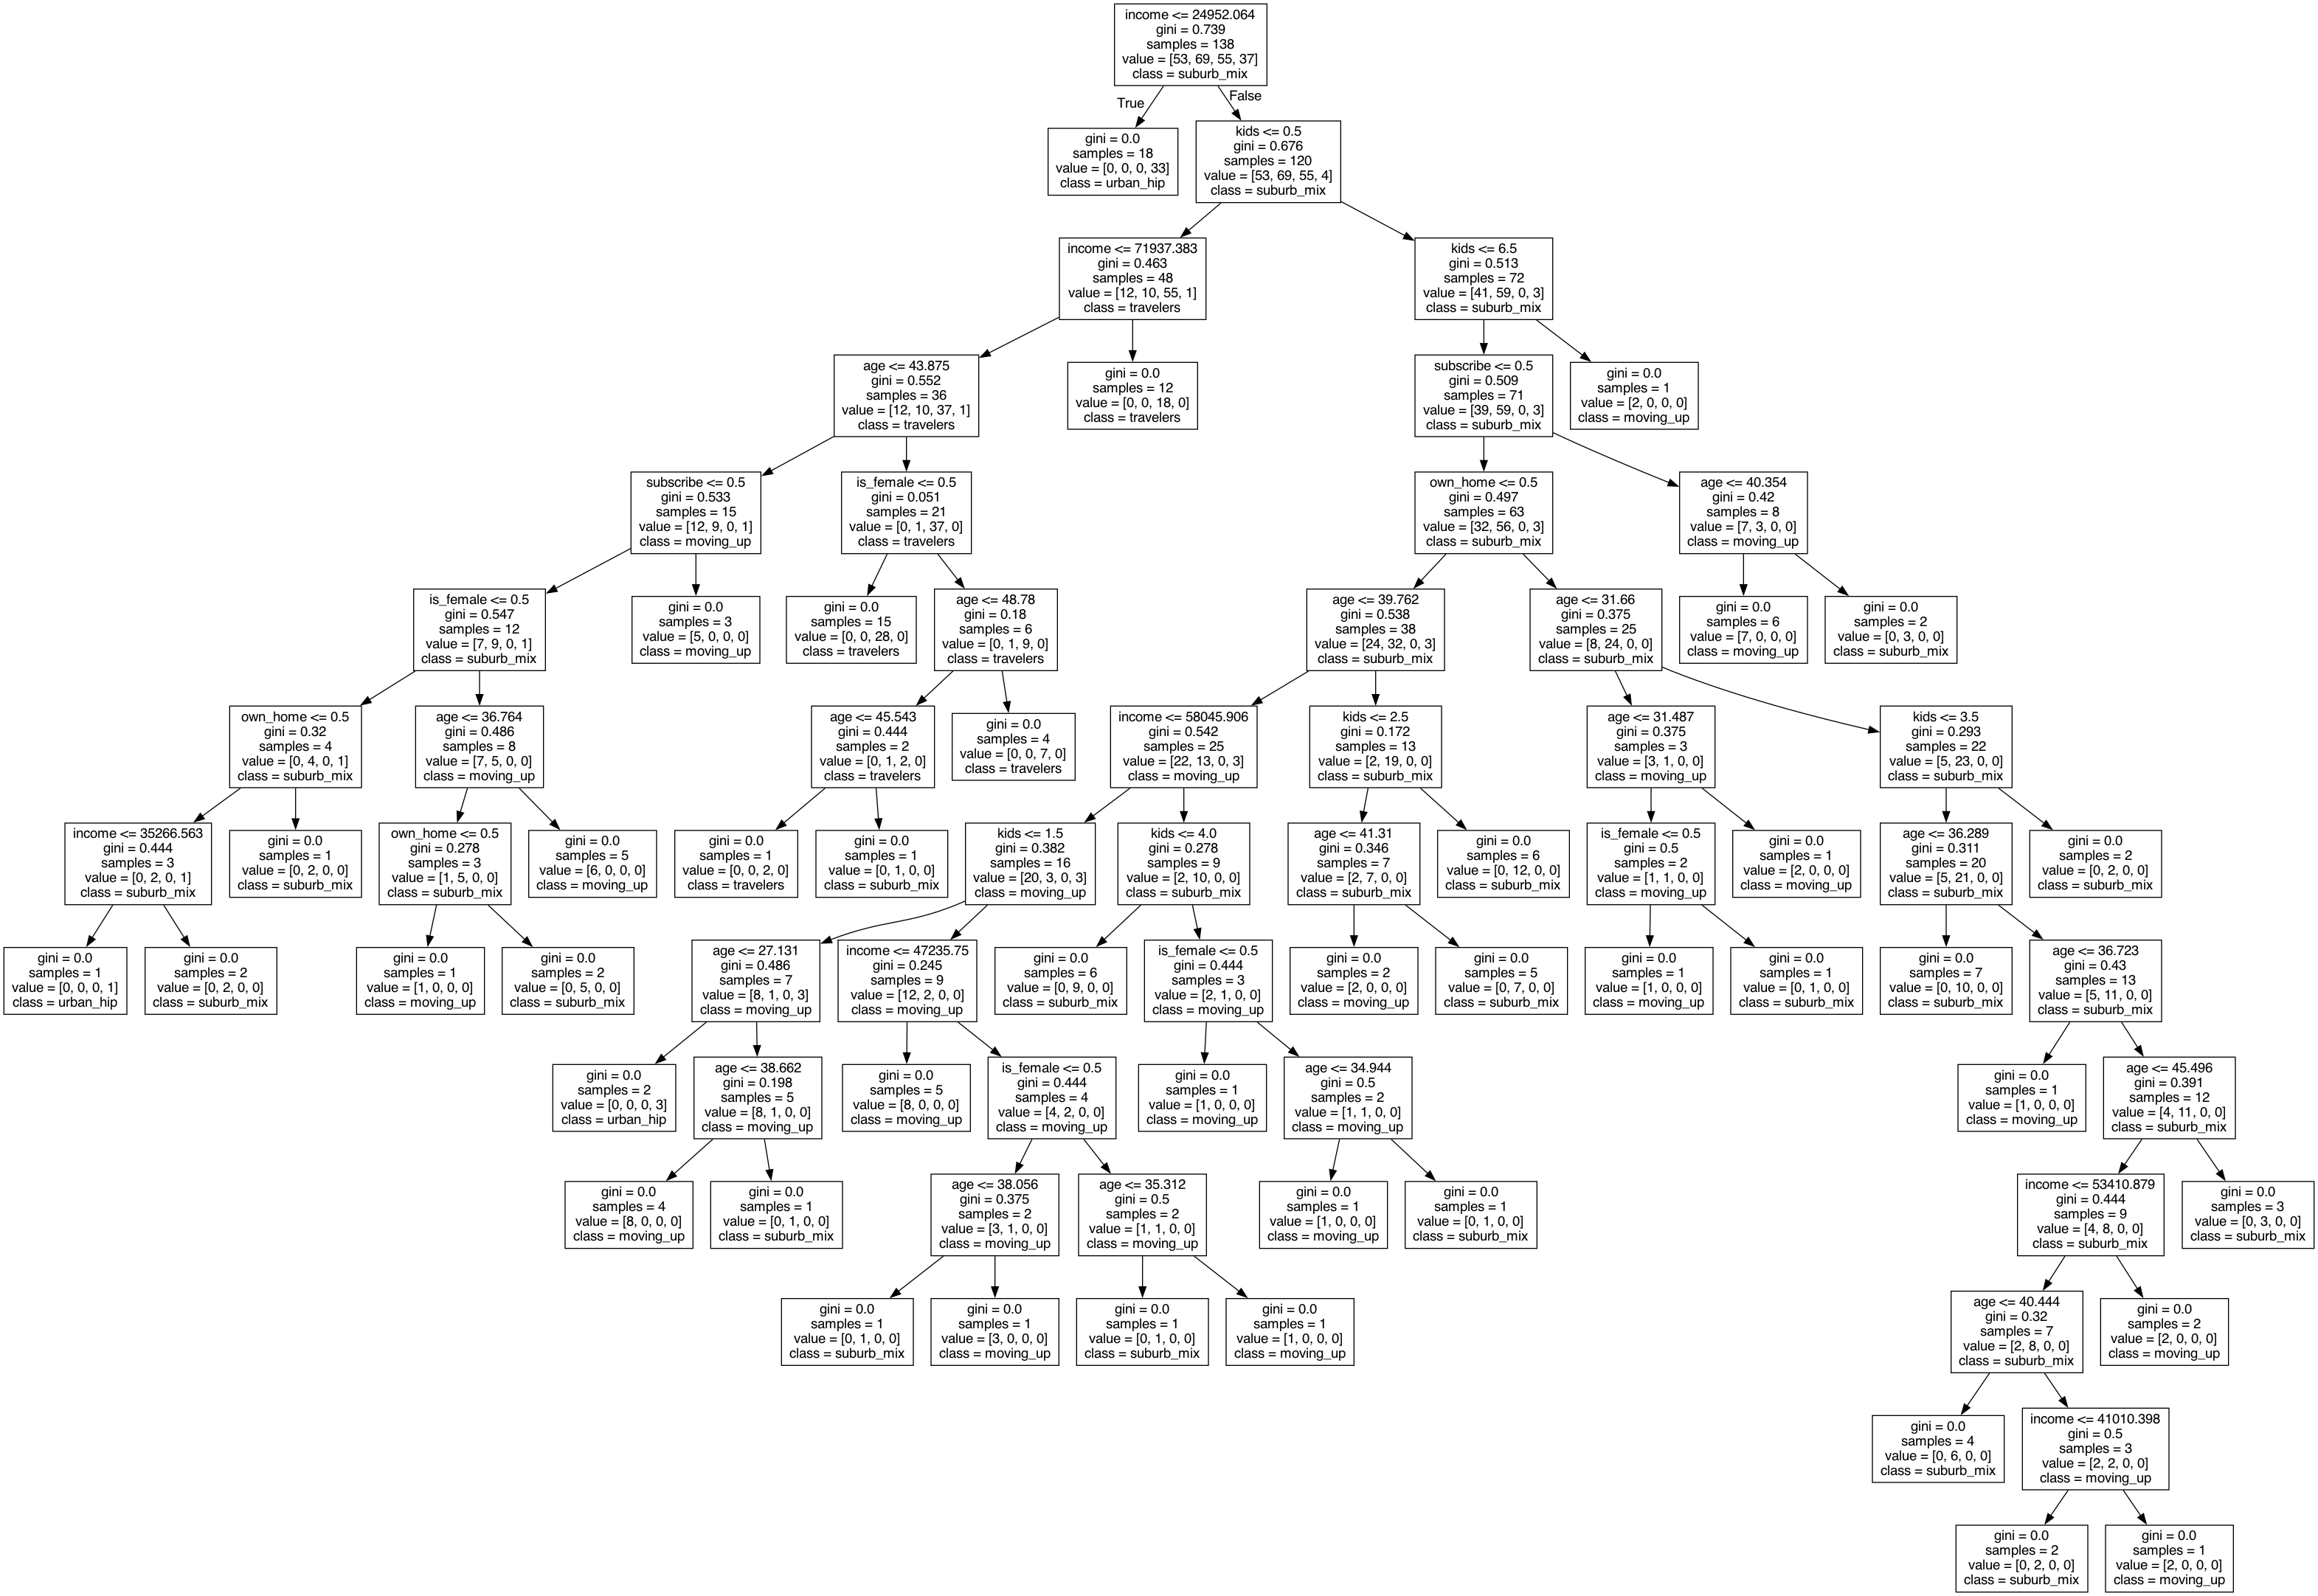 income <= 24952.064
gini = 0.739
samples = 138
value = [53, 69, 55, 37]
class = suburb_mix
True
False
gini = 0.0
samples = 18
value = [0, 0, 0, 33]
class = urban_hip
kids <= 0.5
gini = 0.676
samples = 120
value = [53, 69, 55, 4]
class = suburb_mix
income <= 71937.383
gini = 0.463
samples = 48
value = [12, 10, 55, 1]
class = travelers
kids <= 6.5
gini = 0.513
samples = 72
value = [41, 59, 0, 3]
class = suburb_mix
age <= 43.875
gini = 0.552
samples = 36
value = [12, 10, 37, 1]
class = travelers
gini = 0.0
samples = 12
value = [0, 0, 18, 0]
class = travelers
subscribe <= 0.5
gini = 0.509
samples = 71
value = [39, 59, 0, 3]
class = suburb_mix
gini = 0.0
samples = 1
value = [2, 0, 0, 0]
class = moving_up
subscribe <= 0.5
gini = 0.533
samples = 15
value = [12, 9, 0, 1]
class = moving_up
is_female <= 0.5
gini = 0.051
samples = 21
value = [0, 1, 37, 0]
class = travelers
own_home <= 0.5
gini = 0.497
samples = 63
value = [32, 56, 0, 3]
class = suburb_mix
age <= 40.354
gini = 0.42
samples = 8
value = [7, 3, 0, 0]
class = moving_up
is_female <= 0.5
gini = 0.547
samples = 12
value = [7, 9, 0, 1]
class = suburb_mix
gini = 0.0
samples = 3
value = [5, 0, 0, 0]
class = moving_up
gini = 0.0
samples = 15
value = [0, 0, 28, 0]
class = travelers
age <= 48.78
gini = 0.18
samples = 6
value = [0, 1, 9, 0]
class = travelers
age <= 39.762
gini = 0.538
samples = 38
value = [24, 32, 0, 3]
class = suburb_mix
age <= 31.66
gini = 0.375
samples = 25
value = [8, 24, 0, 0]
class = suburb_mix
gini = 0.0
samples = 6
value = [7, 0, 0, 0]
class = moving_up
gini = 0.0
samples = 2
value = [0, 3, 0, 0]
class = suburb_mix
own_home <= 0.5
gini = 0.32
samples = 4
value = [0, 4, 0, 1]
class = suburb_mix
age <= 36.764
gini = 0.486
samples = 8
value = [7, 5, 0, 0]
class = moving_up
age <= 45.543
gini = 0.444
samples = 2
value = [0, 1, 2, 0]
class = travelers
gini = 0.0
samples = 4
value = [0, 0, 7, 0]
class = travelers
income <= 58045.906
gini = 0.542
samples = 25
value = [22, 13, 0, 3]
class = moving_up
kids <= 2.5
gini = 0.172
samples = 13
value = [2, 19, 0, 0]
class = suburb_mix
age <= 31.487
gini = 0.375
samples = 3
value = [3, 1, 0, 0]
class = moving_up
kids <= 3.5
gini = 0.293
samples = 22
value = [5, 23, 0, 0]
class = suburb_mix
income <= 35266.563
gini = 0.444
samples = 3
value = [0, 2, 0, 1]
class = suburb_mix
gini = 0.0
samples = 1
value = [0, 2, 0, 0]
class = suburb_mix
own_home <= 0.5
gini = 0.278
samples = 3
value = [1, 5, 0, 0]
class = suburb_mix
gini = 0.0
samples = 5
value = [6, 0, 0, 0]
class = moving_up
gini = 0.0
samples = 1
value = [0, 0, 2, 0]
class = travelers
gini = 0.0
samples = 1
value = [0, 1, 0, 0]
class = suburb_mix
kids <= 1.5
gini = 0.382
samples = 16
value = [20, 3, 0, 3]
class = moving_up
kids <= 4.0
gini = 0.278
samples = 9
value = [2, 10, 0, 0]
class = suburb_mix
age <= 41.31
gini = 0.346
samples = 7
value = [2, 7, 0, 0]
class = suburb_mix
gini = 0.0
samples = 6
value = [0, 12, 0, 0]
class = suburb_mix
is_female <= 0.5
gini = 0.5
samples = 2
value = [1, 1, 0, 0]
class = moving_up
gini = 0.0
samples = 1
value = [2, 0, 0, 0]
class = moving_up
age <= 36.289
gini = 0.311
samples = 20
value = [5, 21, 0, 0]
class = suburb_mix
gini = 0.0
samples = 2
value = [0, 2, 0, 0]
class = suburb_mix
gini = 0.0
samples = 1
value = [0, 0, 0, 1]
class = urban_hip
gini = 0.0
samples = 2
value = [0, 2, 0, 0]
class = suburb_mix
gini = 0.0
samples = 1
value = [1, 0, 0, 0]
class = moving_up
gini = 0.0
samples = 2
value = [0, 5, 0, 0]
class = suburb_mix
age <= 27.131
gini = 0.486
samples = 7
value = [8, 1, 0, 3]
class = moving_up
income <= 47235.75
gini = 0.245
samples = 9
value = [12, 2, 0, 0]
class = moving_up
gini = 0.0
samples = 6
value = [0, 9, 0, 0]
class = suburb_mix
is_female <= 0.5
gini = 0.444
samples = 3
value = [2, 1, 0, 0]
class = moving_up
gini = 0.0
samples = 2
value = [2, 0, 0, 0]
class = moving_up
gini = 0.0
samples = 5
value = [0, 7, 0, 0]
class = suburb_mix
gini = 0.0
samples = 1
value = [1, 0, 0, 0]
class = moving_up
gini = 0.0
samples = 1
value = [0, 1, 0, 0]
class = suburb_mix
gini = 0.0
samples = 7
value = [0, 10, 0, 0]
class = suburb_mix
age <= 36.723
gini = 0.43
samples = 13
value = [5, 11, 0, 0]
class = suburb_mix
gini = 0.0
samples = 2
value = [0, 0, 0, 3]
class = urban_hip
age <= 38.662
gini = 0.198
samples = 5
value = [8, 1, 0, 0]
class = moving_up
gini = 0.0
samples = 5
value = [8, 0, 0, 0]
class = moving_up
is_female <= 0.5
gini = 0.444
samples = 4
value = [4, 2, 0, 0]
class = moving_up
gini = 0.0
samples = 1
value = [1, 0, 0, 0]
class = moving_up
age <= 34.944
gini = 0.5
samples = 2
value = [1, 1, 0, 0]
class = moving_up
gini = 0.0
samples = 1
value = [1, 0, 0, 0]
class = moving_up
age <= 45.496
gini = 0.391
samples = 12
value = [4, 11, 0, 0]
class = suburb_mix
gini = 0.0
samples = 4
value = [8, 0, 0, 0]
class = moving_up
gini = 0.0
samples = 1
value = [0, 1, 0, 0]
class = suburb_mix
age <= 38.056
gini = 0.375
samples = 2
value = [3, 1, 0, 0]
class = moving_up
age <= 35.312
gini = 0.5
samples = 2
value = [1, 1, 0, 0]
class = moving_up
gini = 0.0
samples = 1
value = [1, 0, 0, 0]
class = moving_up
gini = 0.0
samples = 1
value = [0, 1, 0, 0]
class = suburb_mix
income <= 53410.879
gini = 0.444
samples = 9
value = [4, 8, 0, 0]
class = suburb_mix
gini = 0.0
samples = 3
value = [0, 3, 0, 0]
class = suburb_mix
gini = 0.0
samples = 1
value = [0, 1, 0, 0]
class = suburb_mix
gini = 0.0
samples = 1
value = [3, 0, 0, 0]
class = moving_up
gini = 0.0
samples = 1
value = [0, 1, 0, 0]
class = suburb_mix
gini = 0.0
samples = 1
value = [1, 0, 0, 0]
class = moving_up
age <= 40.444
gini = 0.32
samples = 7
value = [2, 8, 0, 0]
class = suburb_mix
gini = 0.0
samples = 2
value = [2, 0, 0, 0]
class = moving_up
gini = 0.0
samples = 4
value = [0, 6, 0, 0]
class = suburb_mix
income <= 41010.398
gini = 0.5
samples = 3
value = [2, 2, 0, 0]
class = moving_up
gini = 0.0
samples = 2
value = [0, 2, 0, 0]
class = suburb_mix
gini = 0.0
samples = 1
value = [2, 0, 0, 0]
class = moving_up